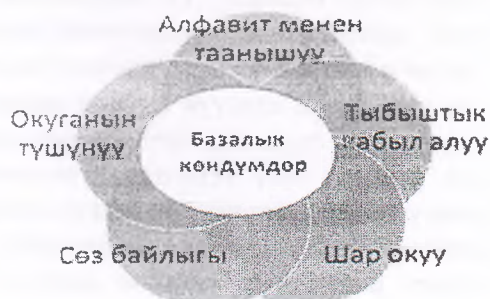 Алфавит менен
таанышуу
Тыбыштык
кабыл алуу
Шар окуу
Сөз байлыгы
Окуганын
түшүнүү
Базалык
көндүмдөр